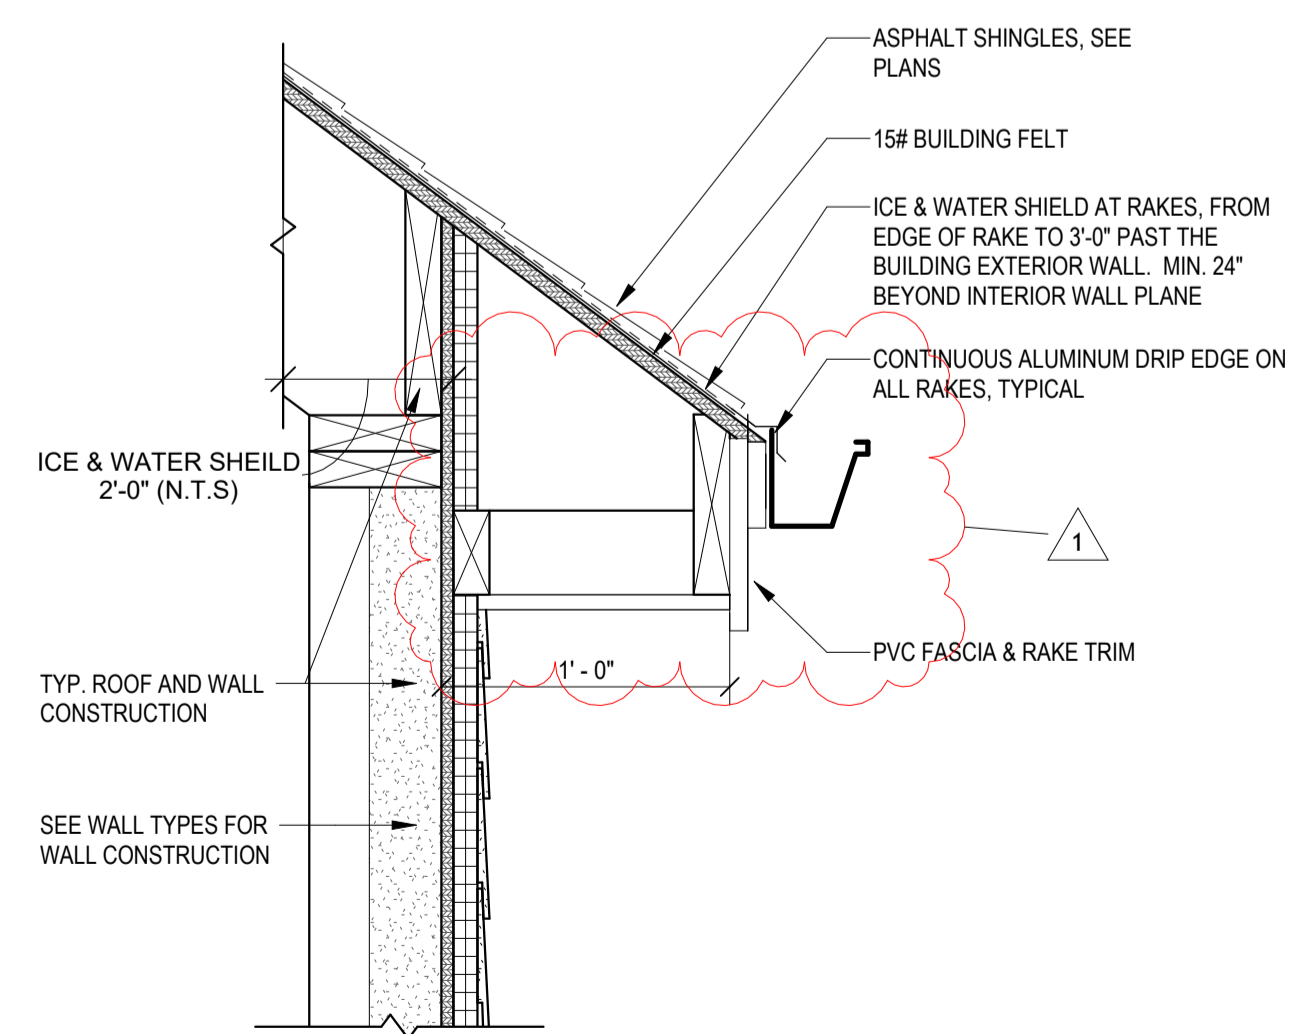 ASPHALT SHINGLES, SEE
PLANS
15# BUILDING FELT
ICE & WATER SHIELD AT RAKES, FROM
EDGE OF RAKE TO 3'-0" PAST THE
BUILDING EXTERIOR WALL. MIN. 24"
BEYOND INTERIOR WALL PLANE
CONTINUOUS ALUMINUM DRIP EDGE ON
ALL RAKES, TYPICAL
ICE & WATER SHEILD
2'-0" (N.T.S)
1
PVC FASCIA & RAKE TRIM
1' - 0"
TYP. ROOF AND WALL
CONSTRUCTION
SEE WALL TYPES FOR
WALL CONSTRUCTION